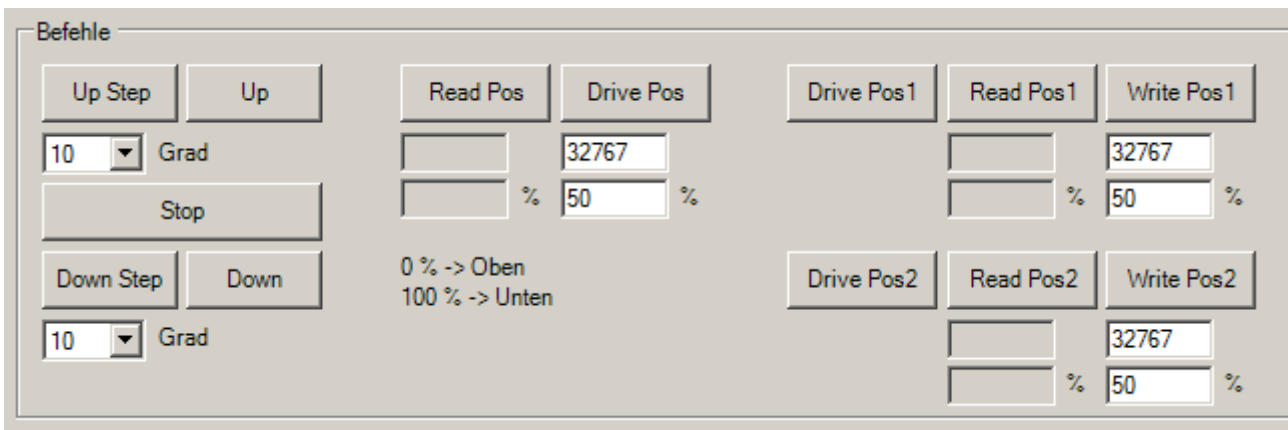 Befehle
Up Step Up Read Pos Drive Pos Drive Pos1 Read Pos1 Write Pos1
10 Grad 32767 32767
% 50 % % 50 %
Stop
0 % -> Oben
100 % -> Unten
Down Step Down Drive Pos2 Read Pos2 Write Pos2
10 Grad 32767
% 50 %